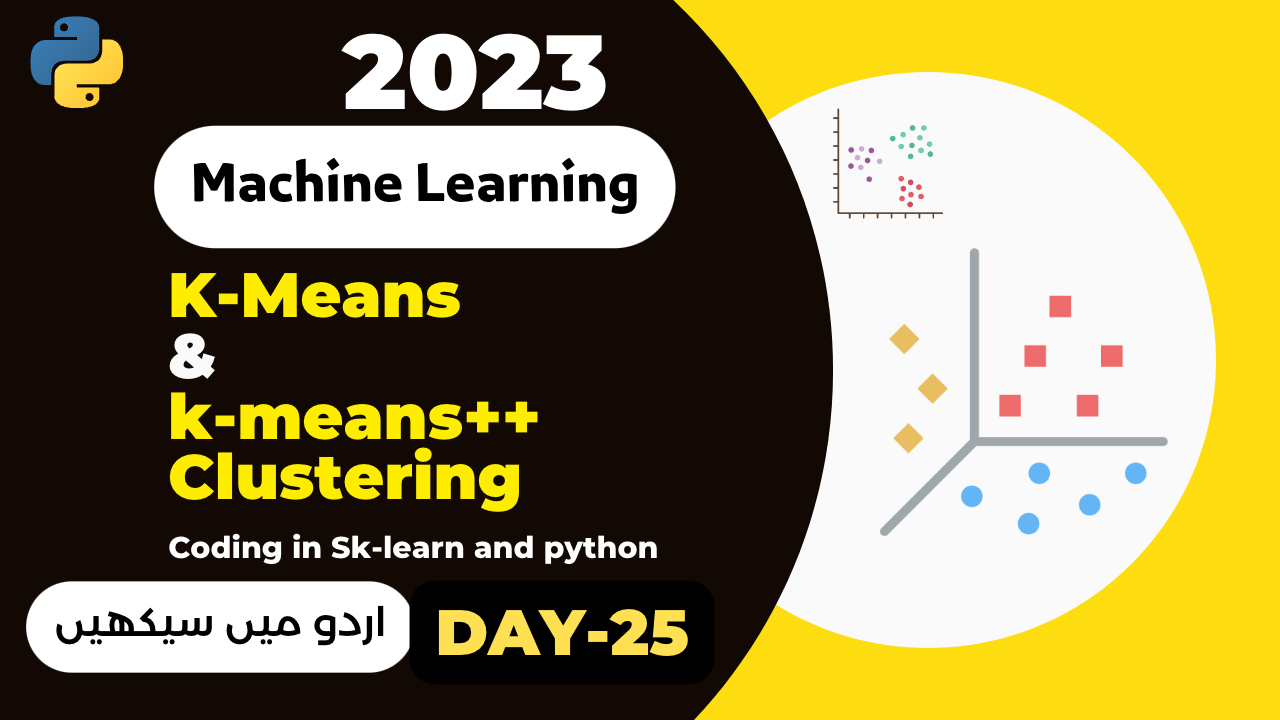 2023
Machine Learning
K-Means
&
k-means++
Clustering
Coding in Sk-learn and python
اردو میں سیکھیں
DAY-25